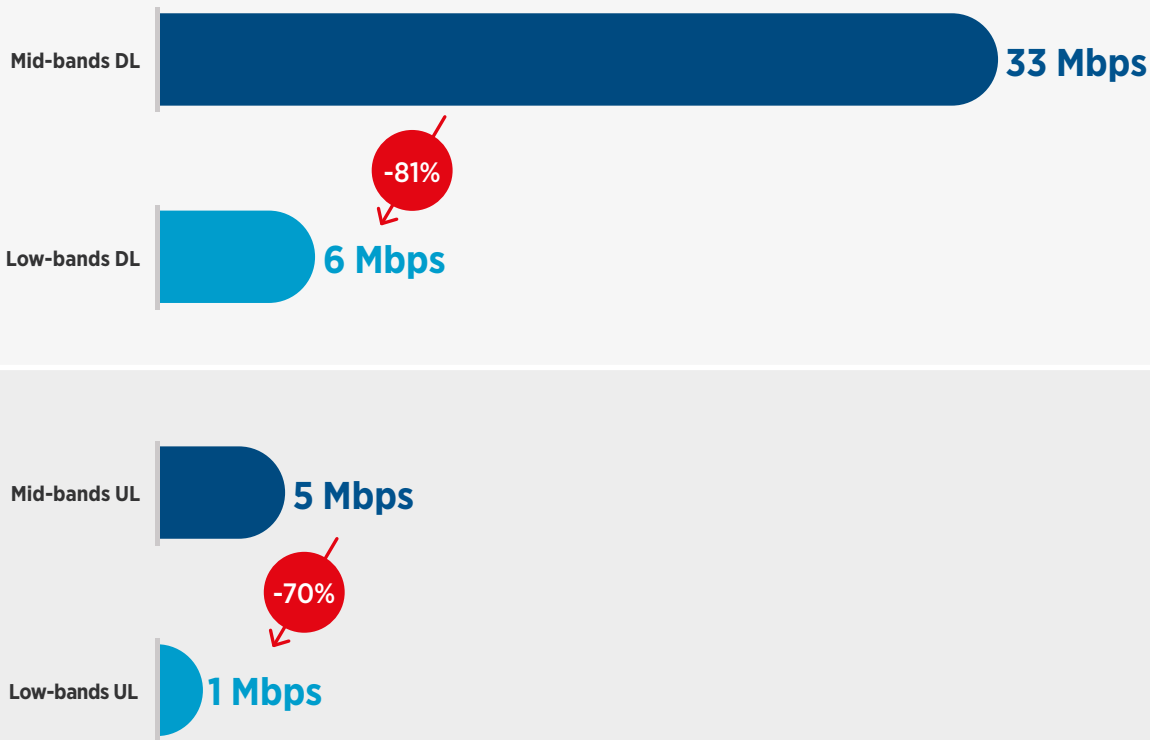 Mid-bands DL
33 Mbps
-81%
Low-bands DL
6 Mbps
Mid-bands UL
5 Mbps
-70%
Low-bands UL
1 Mbps